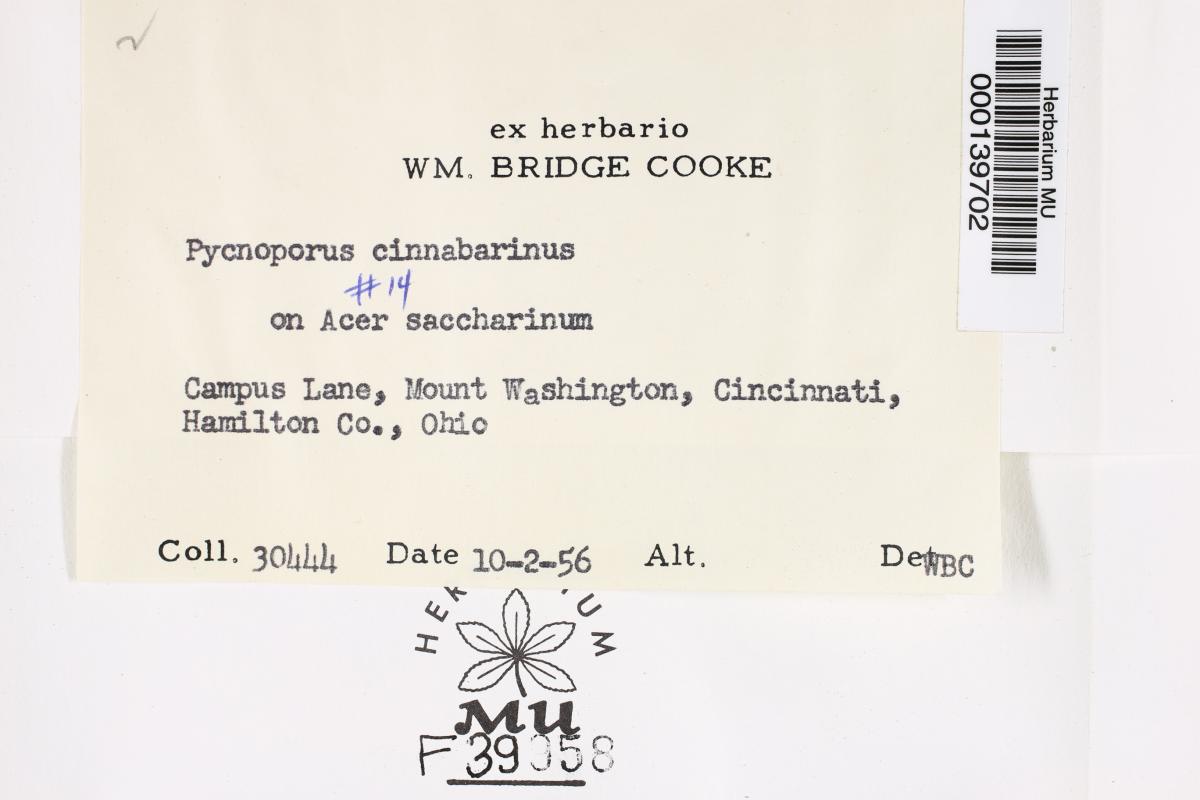 ex herbario
WM. BRIDGE COOKE
Pycnoporus cinnabarinus
#14
on Acer saccharinum
Campus Lane, Mount Washington, Cincinnati,
Hamilton Co., Ohio
Coll. 30444 Date 10-2-56 Alt. Det. WBC
Herbarium MU
000139702
MU